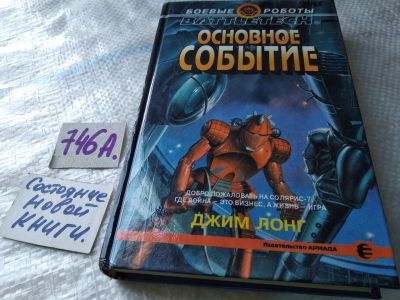 БОЕВЫЕ РОБОТЫ
BATTLETECH
ОСНОВНОЕ
СОБЫТИЕ
746А.
Состояние
новой
книги.
ДОБРО ПОЖАЛОВАТЬ НА СОЛЯРИС-7,
ГДЕ ВОЙНА – ЭТО БИЗНЕС, А ЖИЗНЬ – ИГРА
ДЖИМ ЛОНГ
Издательство АРМАДА